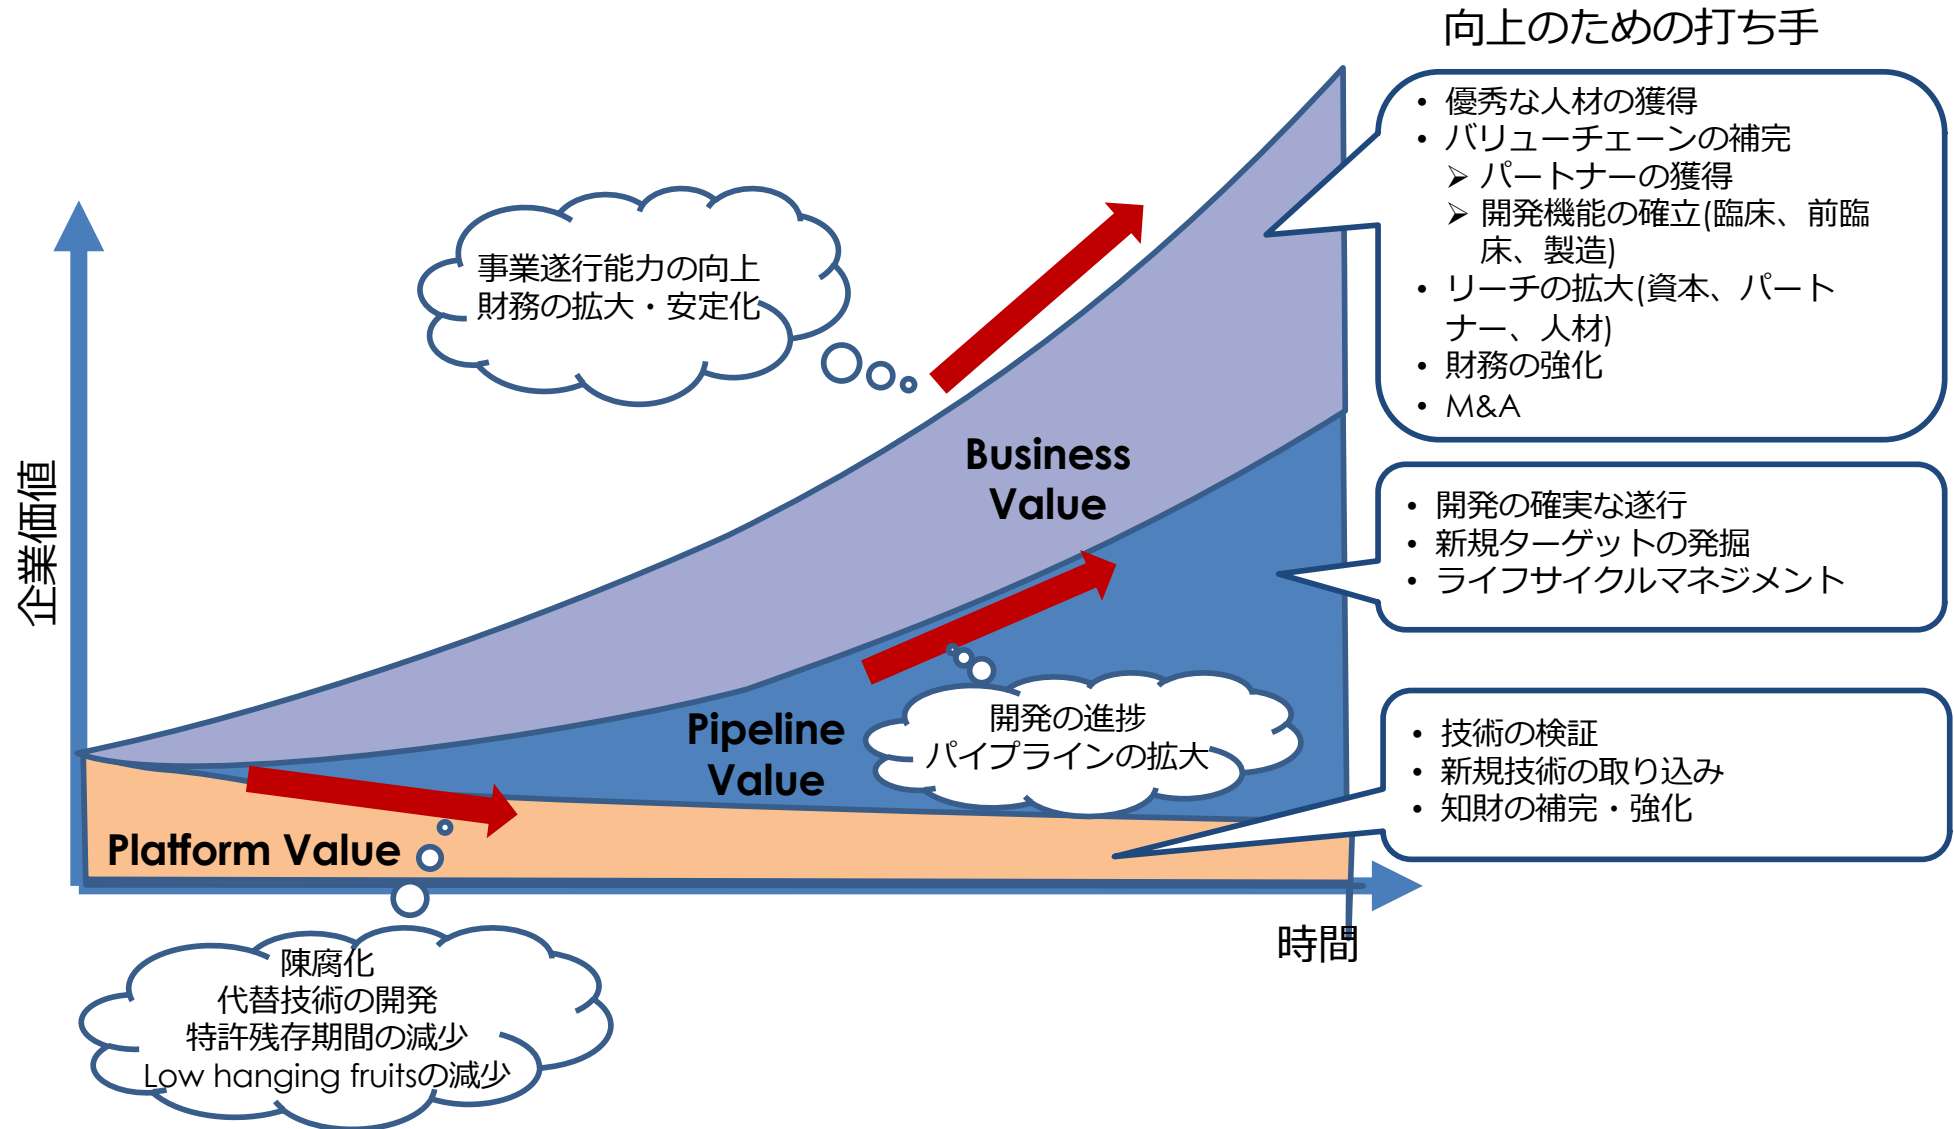 向上のための打ち手
• 優秀な人材の獲得
• バリューチェーンの補完
➢ パートナーの獲得
➢ 開発機能の確立(臨床、前臨
床、製造)
• リーチの拡大(資本、パート
ナー、人材)
• 財務の強化
• M&A
事業遂行能力の向上
財務の拡大・安定化
企業価値
Business
Value
• 開発の確実な遂行
• 新規ターゲットの発掘
• ライフサイクルマネジメント
Pipeline
Value
開発の進捗
パイプラインの拡大
• 技術の検証
• 新規技術の取り込み
• 知財の補完・強化
Platform Value
時間
陳腐化
代替技術の開発
特許残存期間の減少
Low hanging fruitsの減少